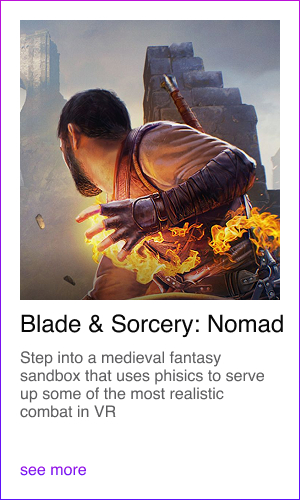 Blade & Sorcery: Nomad
Step into a medieval fantasy
sandbox that uses phisics to serve
up some of the most realistic
combat in VR
see more